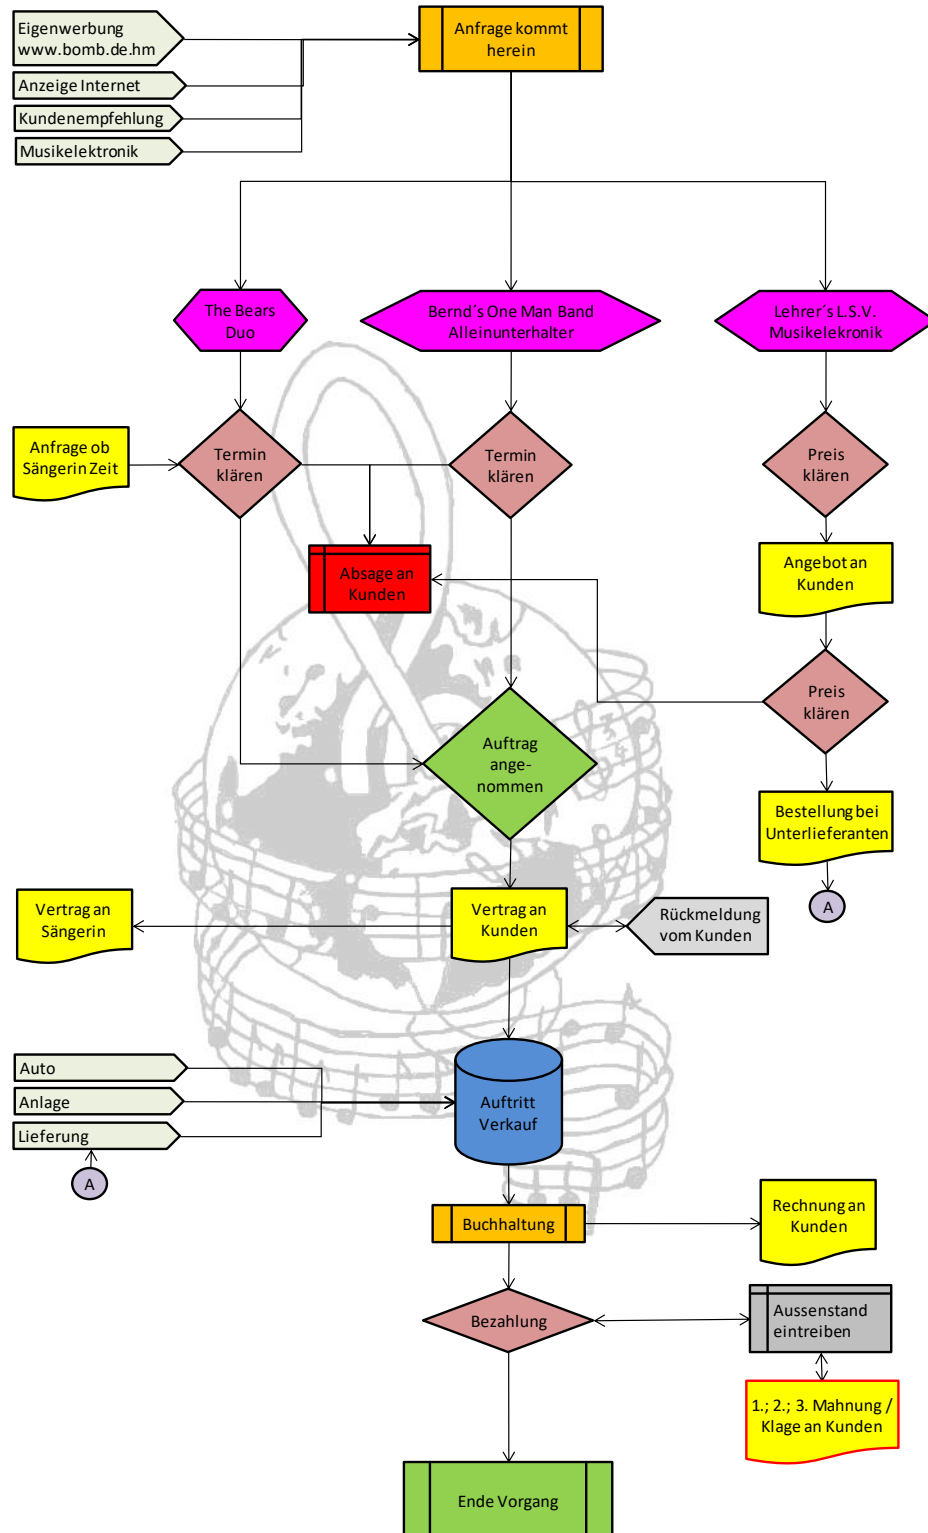 Eigenwerbung
www.bomb.de.hm
Anzeige Internet
Kundenempfehlung
Musikelektronik
Anfrage kommt
herein
The Bears
Duo
Bernd´s One Man Band
Alleinunterhalter
Lehrer´s L.S.V.
Musikelekronik
Anfrage ob
Sängerin Zeit
Termin
klären
Termin
klären
Preis
klären
Absage an
Kunden
Angebot an
Kunden
Preis
klären
Auftrag
ange-
nommen
Bestellung bei
Unterlieferanten
A
Vertrag an
Sängerin
Vertrag an
Kunden
Rückmeldung
vom Kunden
Auto
Anlage
Lieferung
A
Auftritt
Verkauf
Buchhaltung
Rechnung an
Kunden
Bezahlung
Aussenstand
eintreiben
1.; 2.; 3. Mahnung /
Klage an Kunden
Ende Vorgang